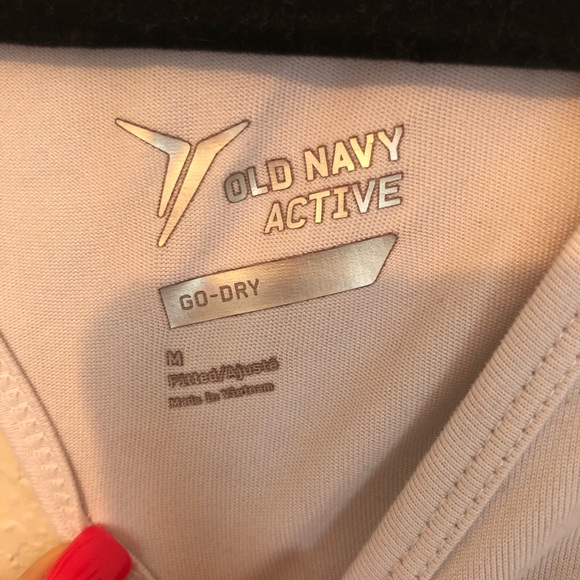 OLD NAVY
ACTIVE
GO-DRY
M
Fitted/Ajusté
Made in Vietnam